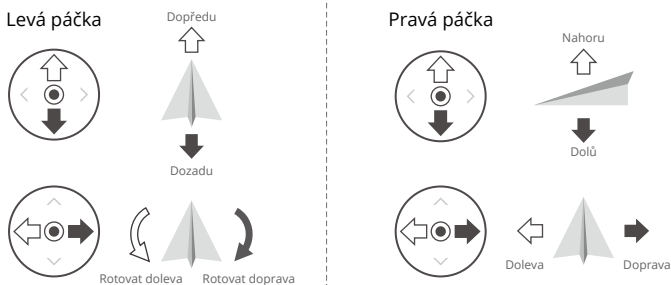 Levá páčka
Dopředu
Dozadu
Rotovat doleva
Rotovat doprava
Pravá páčka
Nahoru
Dolů
Doleva
Doprava